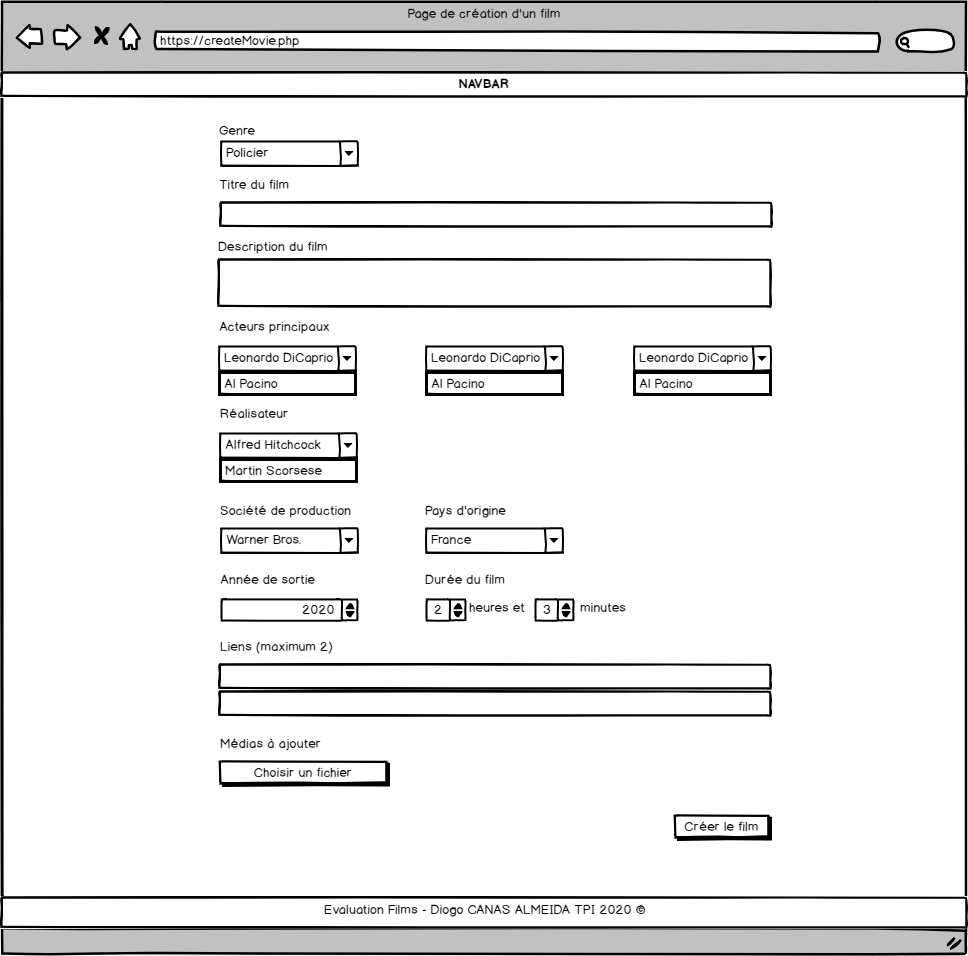 Page de création d'un film
https://createMovie.php
NAVBAR
Genre
Policier
Titre du film
Description du film
Acteurs principaux
Leonardo DiCaprio Leonardo DiCaprio Leonardo DiCaprio
Al Pacino Al Pacino Al Pacino
Réalisateur
Alfred Hitchcock
Martin Scorsese
Société de production Pays d'origine
Warner Bros. France
Année de sortie Durée du film
2020 2 heures et 3 minutes
Liens (maximum 2)
Médias à ajouter
Choisir un fichier
Créer le film
Evaluation Films - Diogo CANAS ALMEIDA TPI 2020 ©